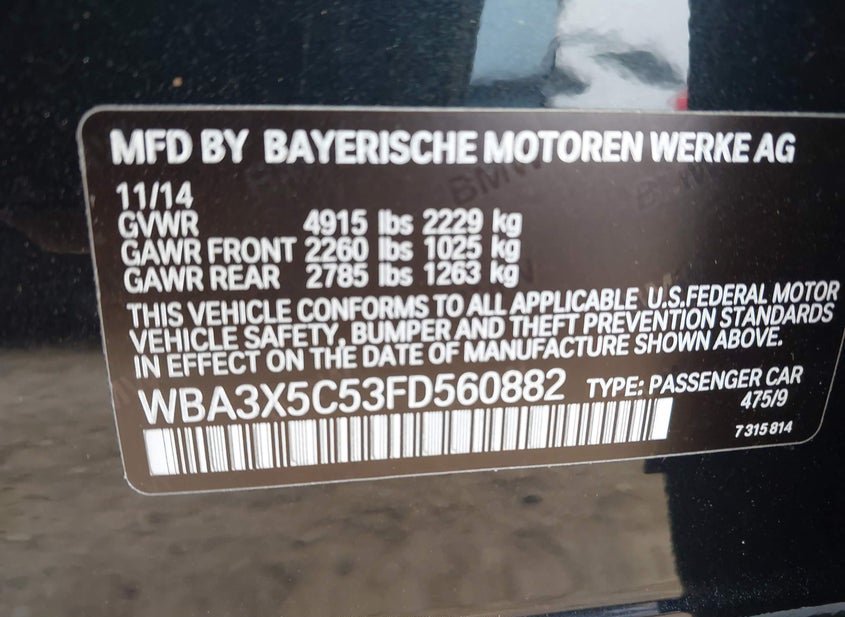 MFD BY BAYERISCHE MOTOREN WERKE AG
11/14
GVWR 4915 lbs 2229 kg
GAWR FRONT 2260 lbs 1025 kg
GAWR REAR 2785 lbs 1263 kg
THIS VEHICLE CONFORMS TO ALL APPLICABLE U.S.FEDERAL MOTOR
VEHICLE SAFETY, BUMPER AND THEFT PREVENTION STANDARDS
IN EFFECT ON THE DATE OF MANUFACTURE SHOWN ABOVE.
WBA3X5C53FD560882 TYPE: PASSENGER CAR
475/9
7 315 814